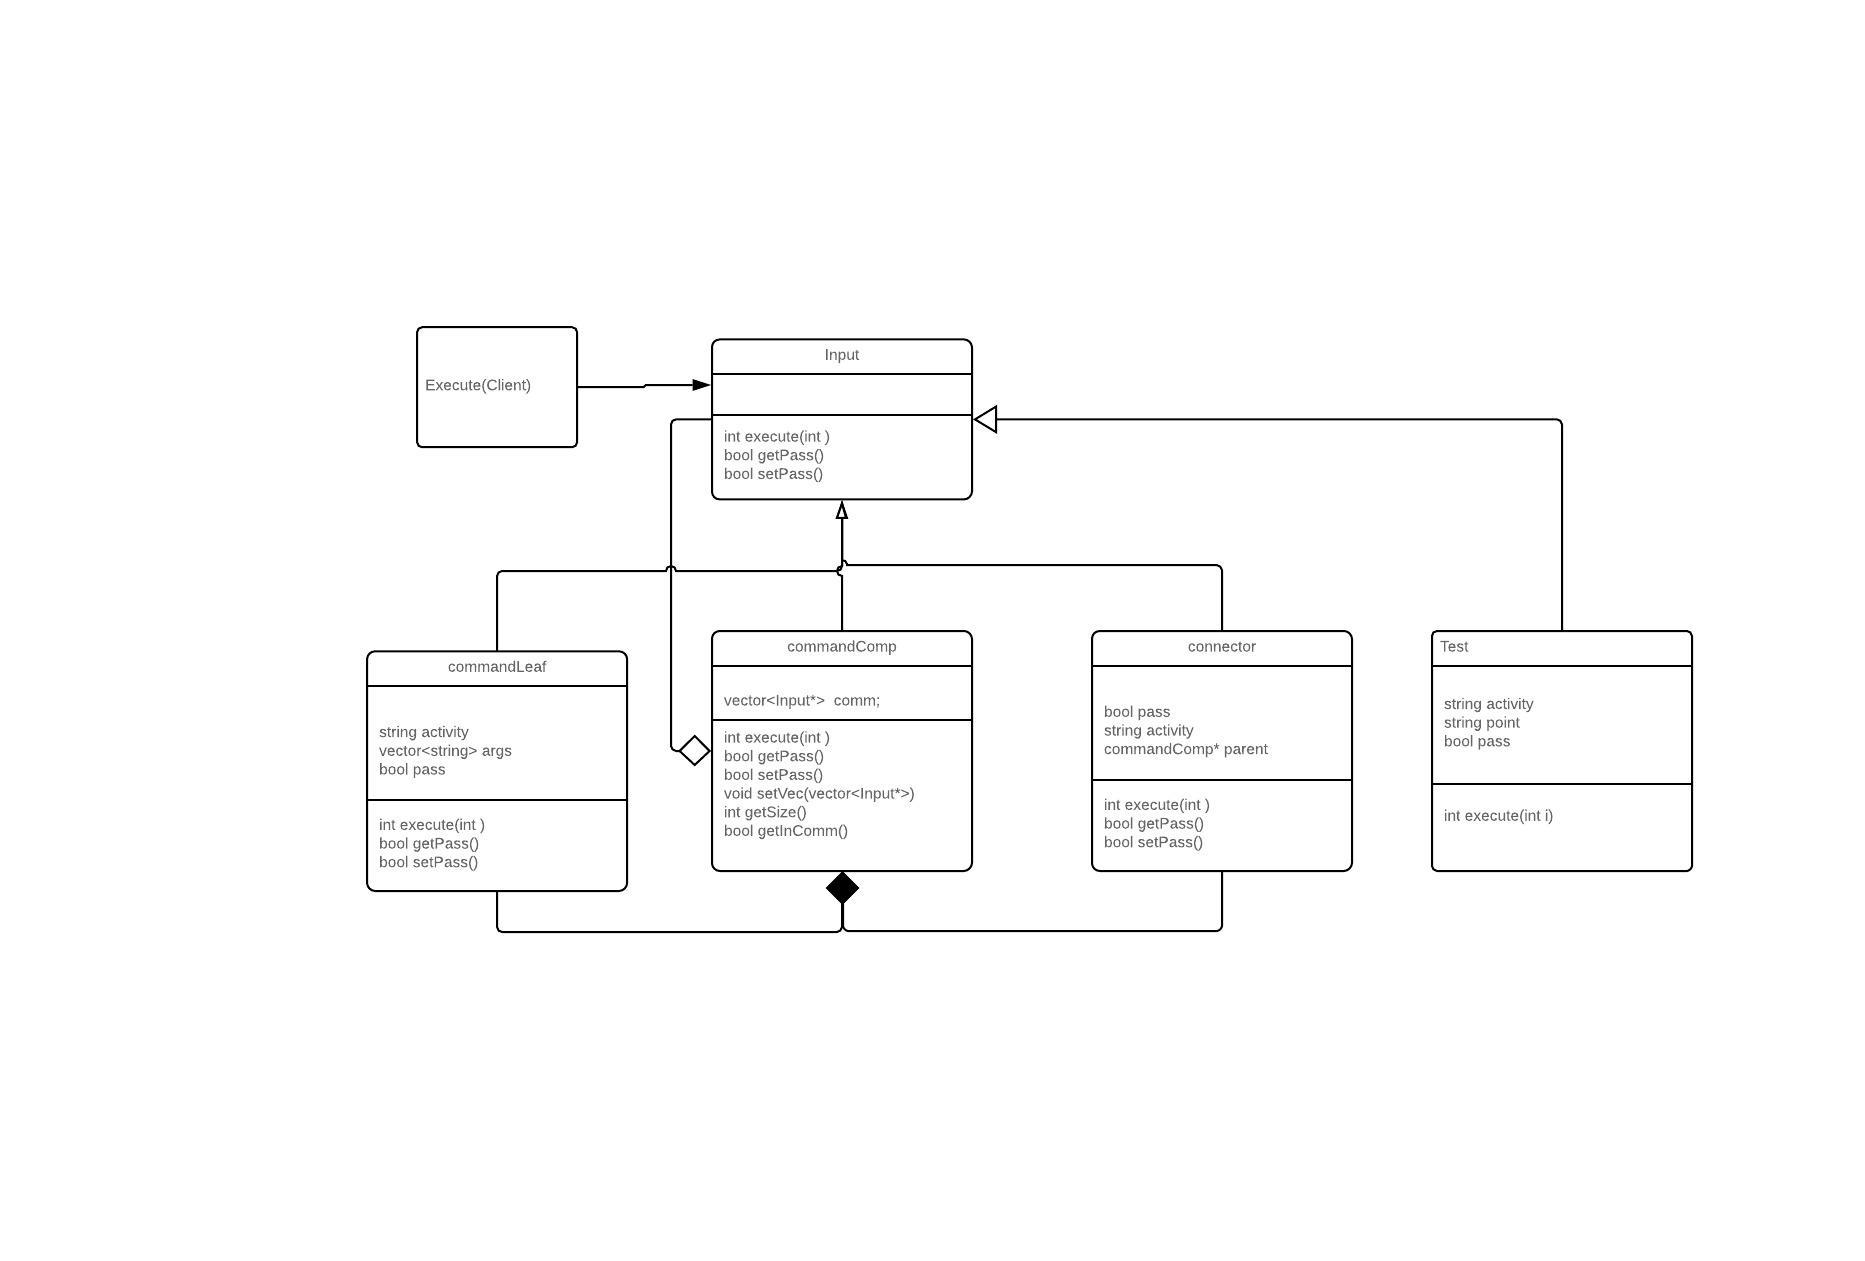 Execute(Client)
Input
int execute(int )
bool getPass()
bool setPass()
commandLeaf
string activity
vector<string> args
bool pass
int execute(int )
bool getPass()
bool setPass()
commandComp
vector<Input*>  comm;
int execute(int )
bool getPass()
bool setPass()
void setVec(vector<Input*>)
int getSize()
bool getInComm()
connector
bool pass
string activity
commandComp* parent
int execute(int )
bool getPass()
bool setPass()
Test
string activity
string point
bool pass
int execute(int i)